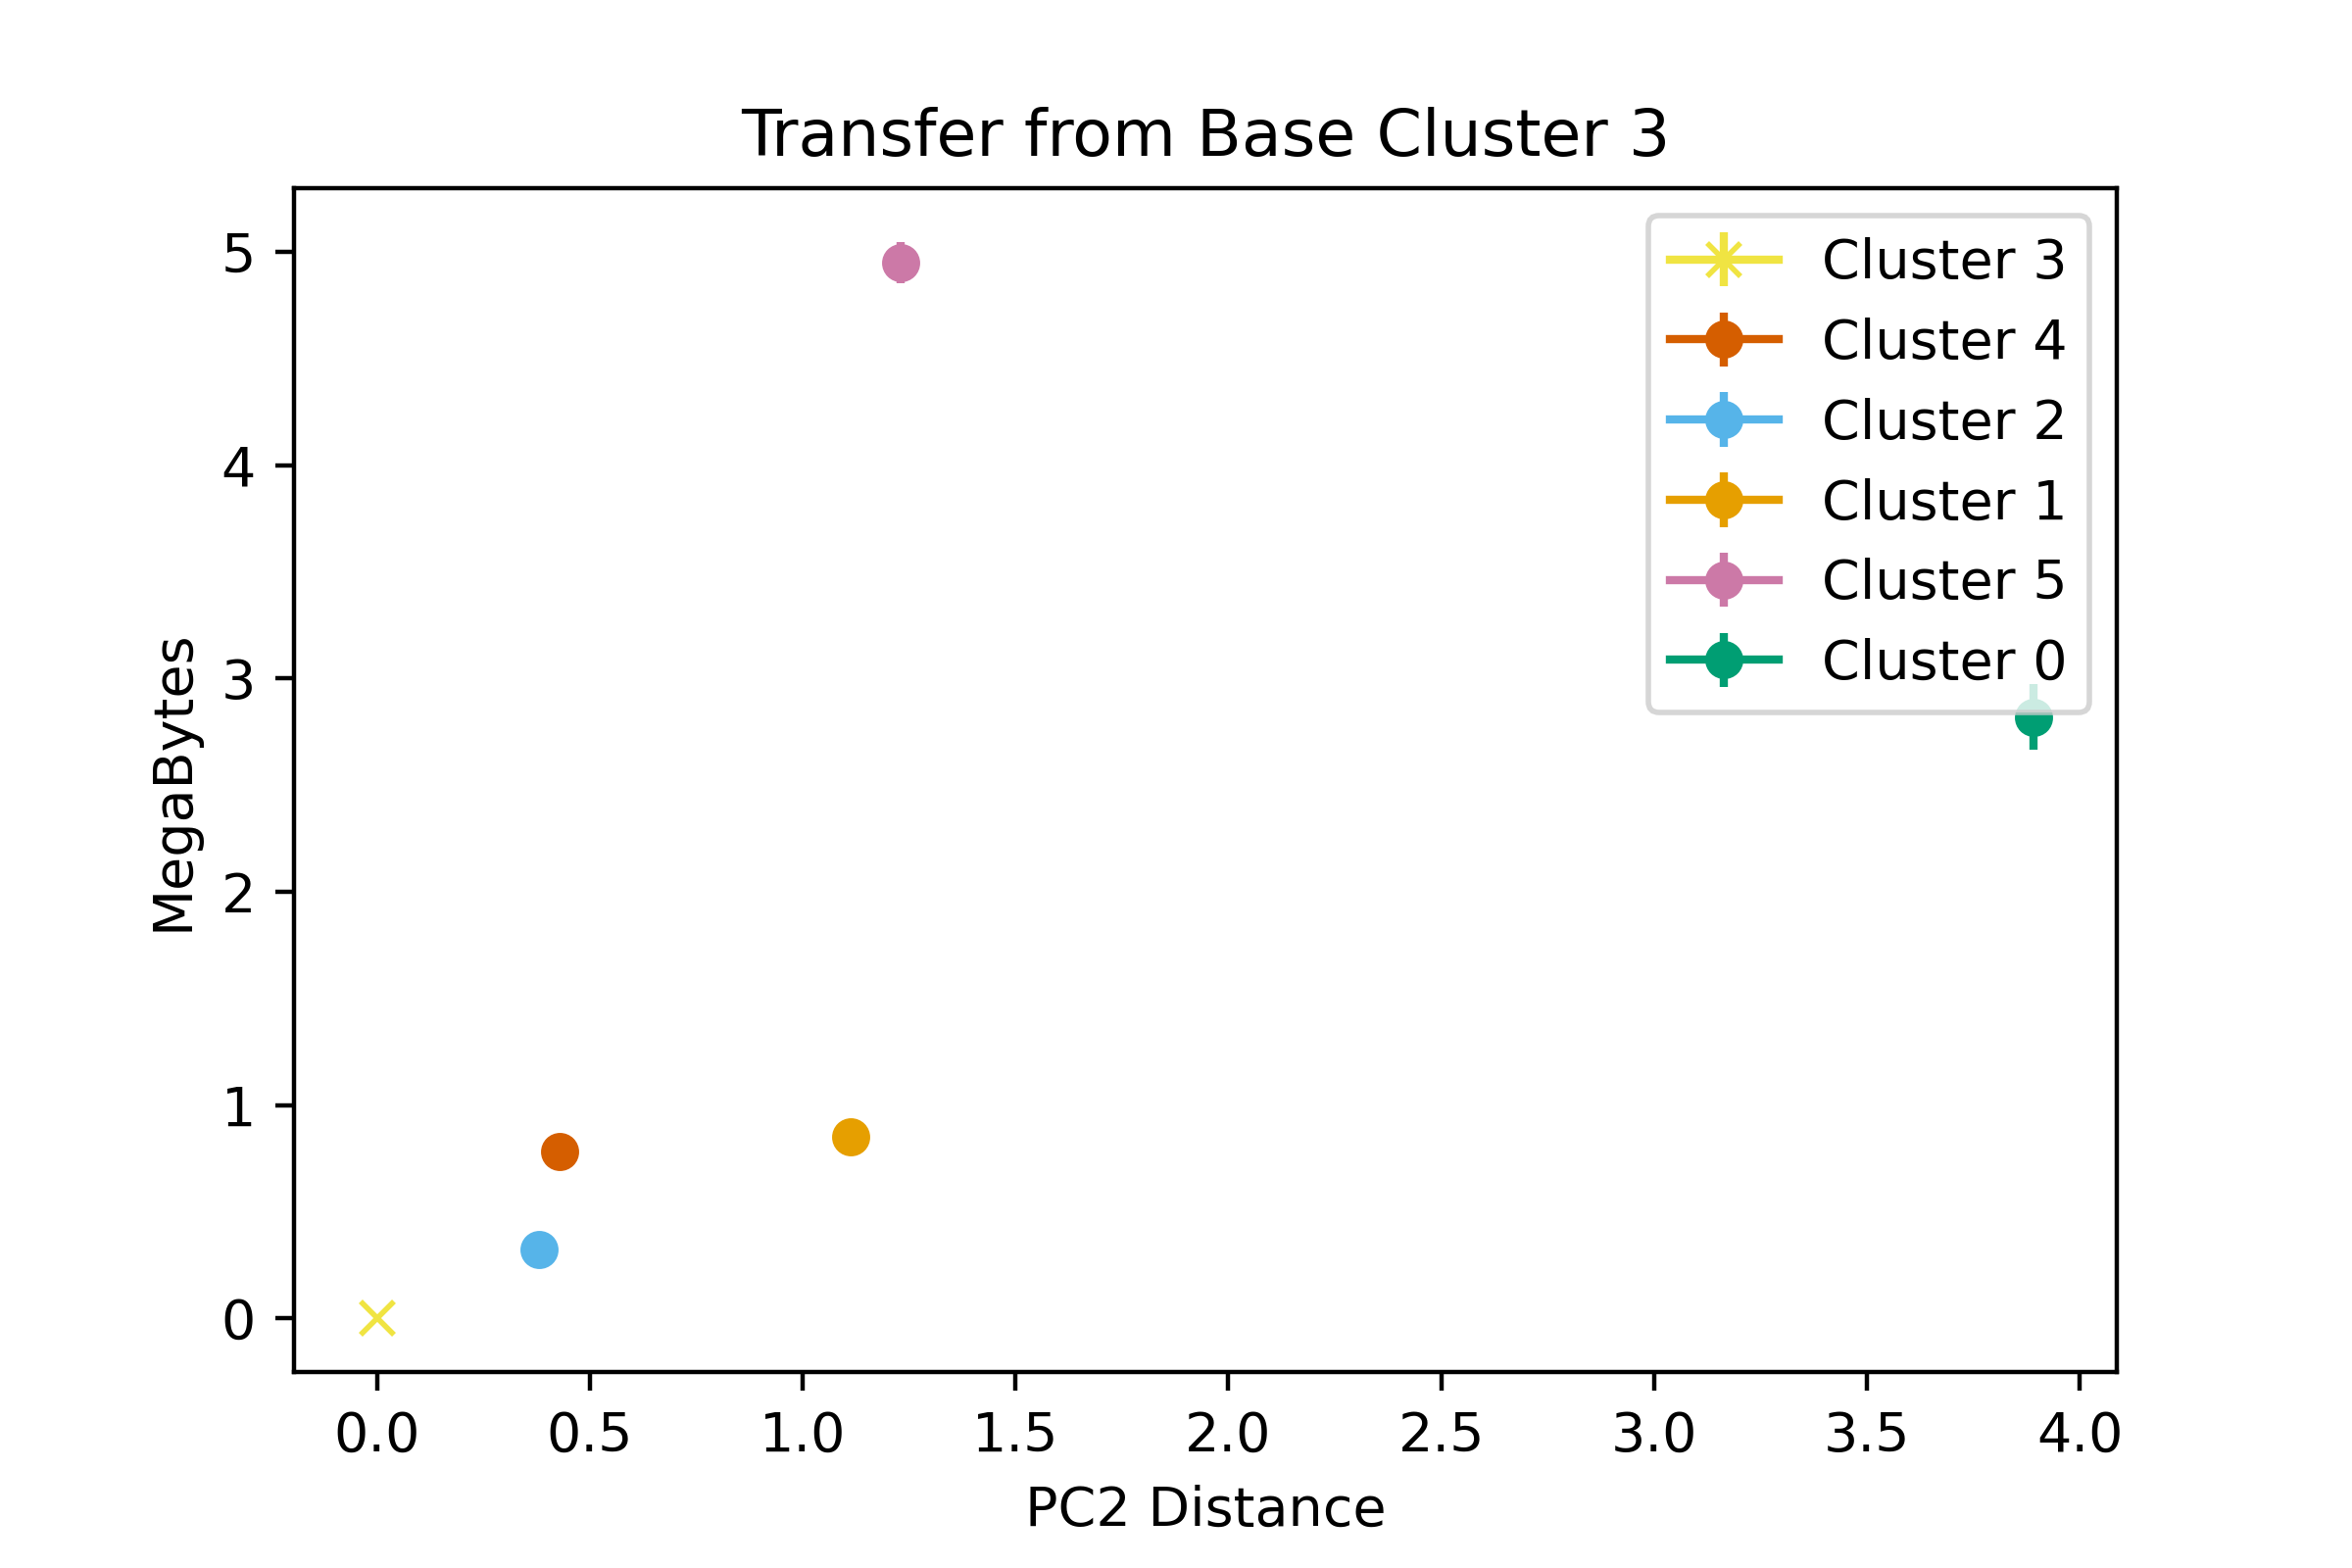 Transfer from Base Cluster 3
Cluster 3
Cluster 4
Cluster 2
Cluster 1
Cluster 5
Cluster 0
MegaBytes
5
4
3
2
1
0
0.0 0.5 1.0 1.5 2.0 2.5 3.0 3.5 4.0
PC2 Distance